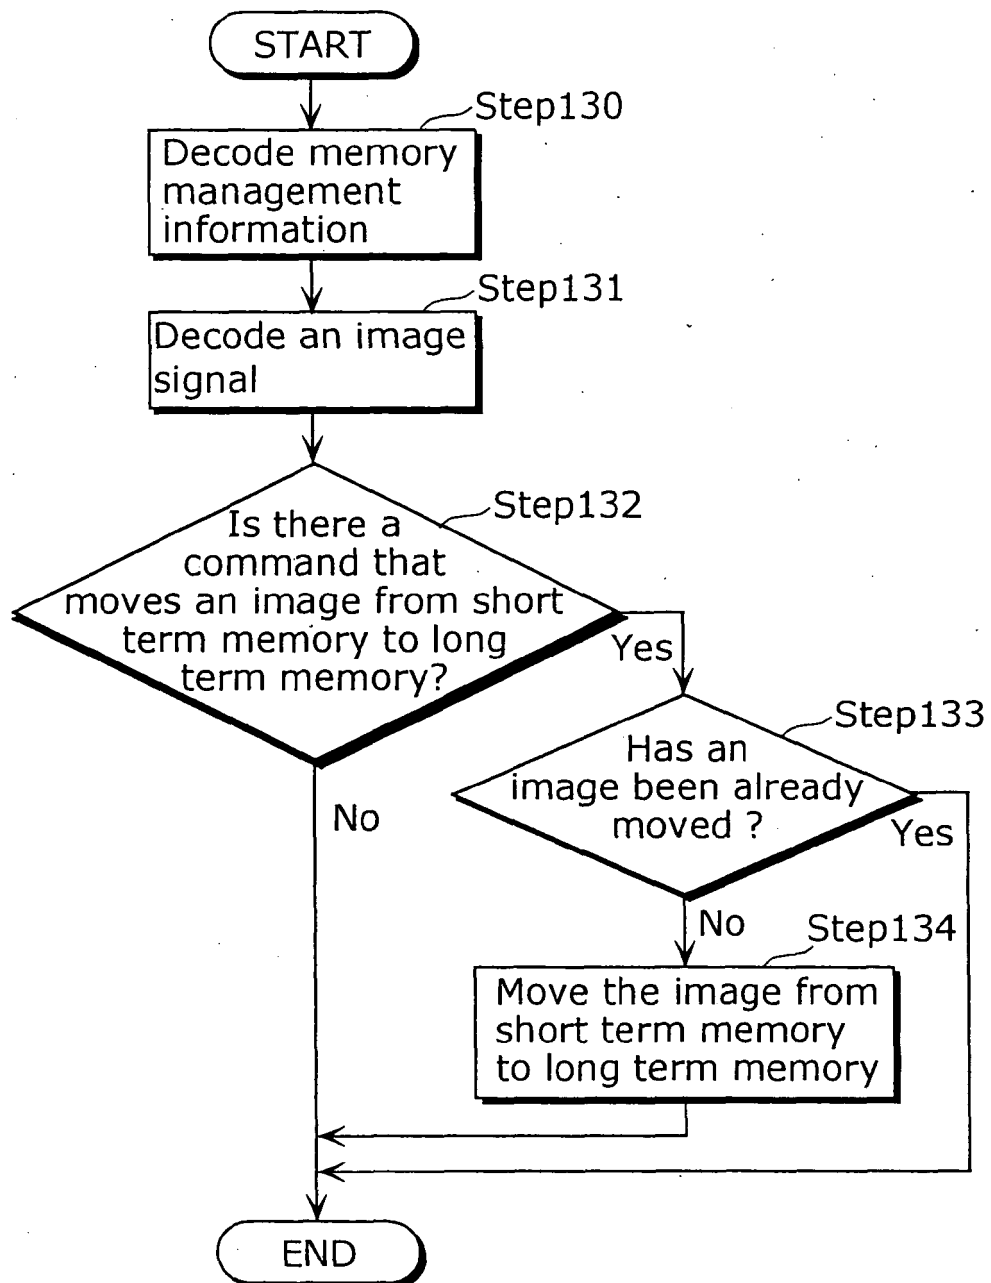 START
Step130
Decode memory
management
information
Step131
Decode an image
signal
Step132
Is there a
command that
moves an image from short
term memory to long
term memory?
Yes
Step133
Has an
image been already
moved ?
No
Yes
No
Step134
Move the image from
short term memory
to long term memory
END